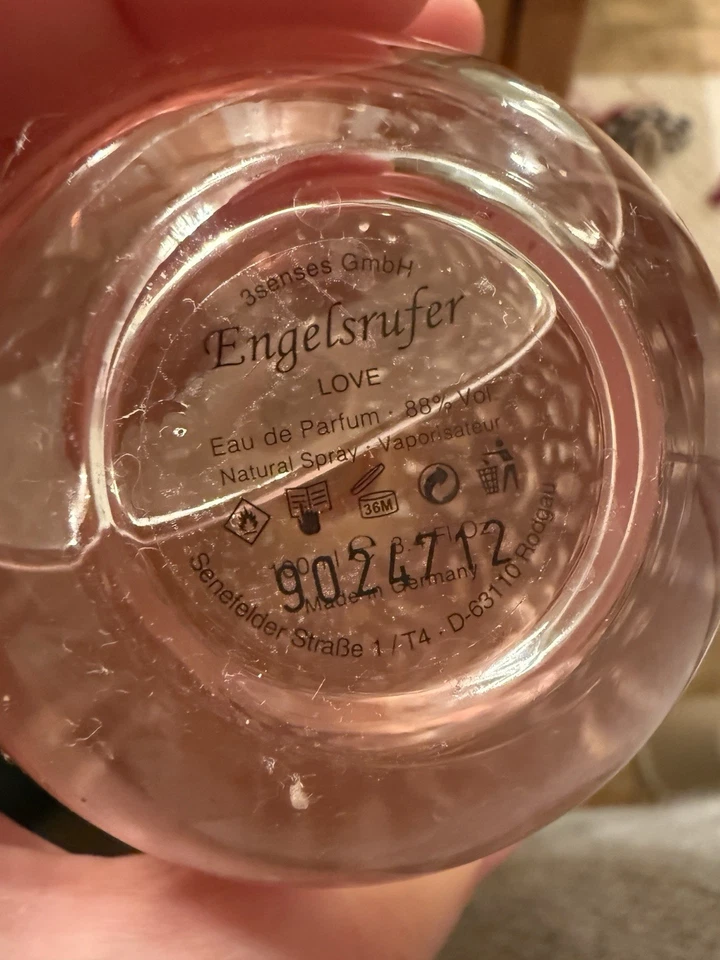 3senses GmbH
Engelsrufer
LOVE
Eau de Parfum · 88% Vol
Natural Spray · Vaporisateur
36M
9024712
Made in Germany
Senefelder Straße 1 / T4 · D-63110 Rodgau